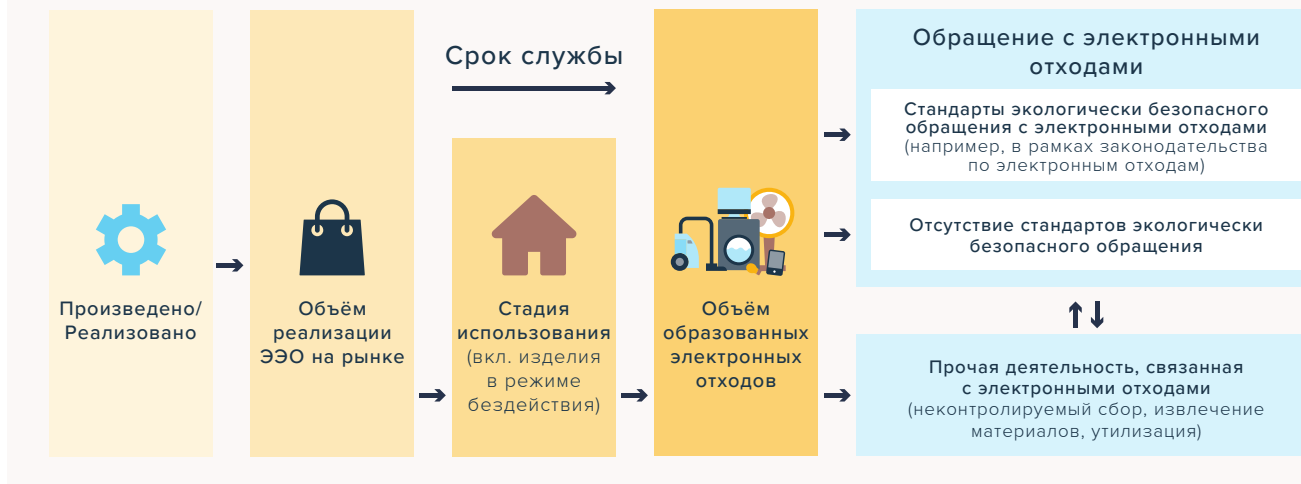 Произведено/
Реализовано
Объём
реализации
ЭЭО на рынке
Срок службы
Стадия
использования
(вкл. изделия
в режиме
бездействия)
Объём
образованных
электронных
отходов
Обращение с электронными
отходами
Стандарты экологически безопасного
обращения с электронными отходами
(например, в рамках законодательства
по электронным отходам)
Отсутствие стандартов экологически
безопасного обращения
Прочая деятельность, связанная
с электронными отходами
(неконтролируемый сбор, извлечение
материалов, утилизация)